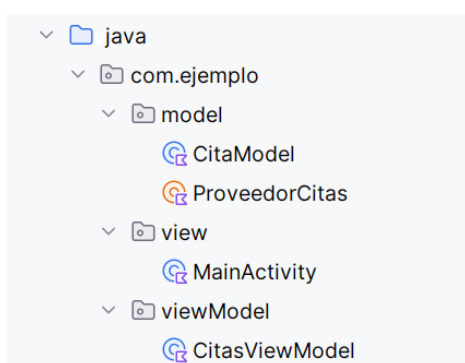 java
com.ejemplo
model
CitaModel
ProveedorCitas
view
MainActivity
viewModel
CitasViewModel